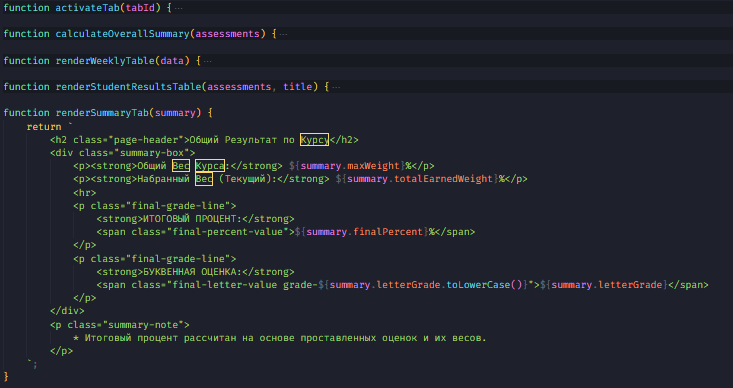 function activateTab(tabId) {···
function calculateOverallSummary(assessments) {···
function renderWeeklyTable(data) {···
function renderStudentResultsTable(assessments, title) {···
function renderSummaryTab(summary) {
    return `
        <h2 class="page-header">Общий Результат по Курсу</h2>
        <div class="summary-box">
            <p><strong>Общий Вес Курса:</strong> ${summary.maxWeight}%</p>
            <p><strong>Набранный Вес (Текущий):</strong> ${summary.totalEarnedWeight}%</p>
            <hr>
            <p class="final-grade-line">
                <strong>ИТОГОВЫЙ ПРОЦЕНТ:</strong>
                <span class="final-percent-value">${summary.finalPercent}%</span>
            </p>
            <p class="final-grade-line">
                <strong>БУКВЕННАЯ ОЦЕНКА:</strong>
                <span class="final-letter-value grade-${summary.letterGrade.toLowerCase()}">${summary.letterGrade}</span>
            </p>
        </div>
        <p class="summary-note">
            * Итоговый процент рассчитан на основе проставленных оценок и их весов.
        </p>
    `;
}